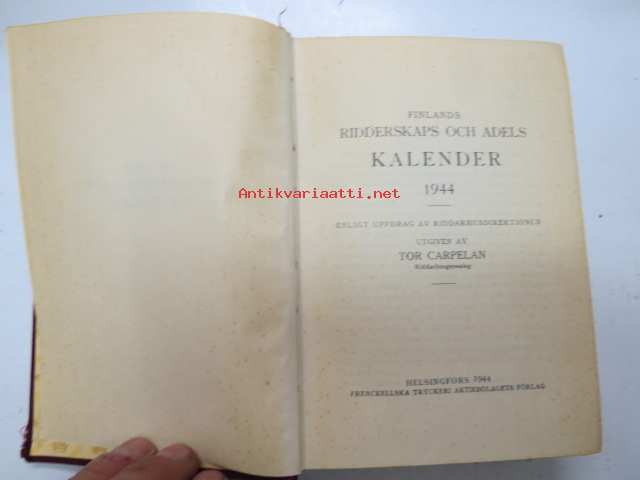 FINLANDS
RIDDERSKAPS OCH ADELS
KALENDER
1944
Antikvariaatti.net
ENLIGT UPPDRAG AV RIDDARHUSDIREKTIONEN
UTGIVEN AV
TOR CARPELAN
Riddarhusgenealog
HELSINGFORS 1944
FRENCKELLSKA TRYCKERI AKTIEBOLAGETS FÖRLAG